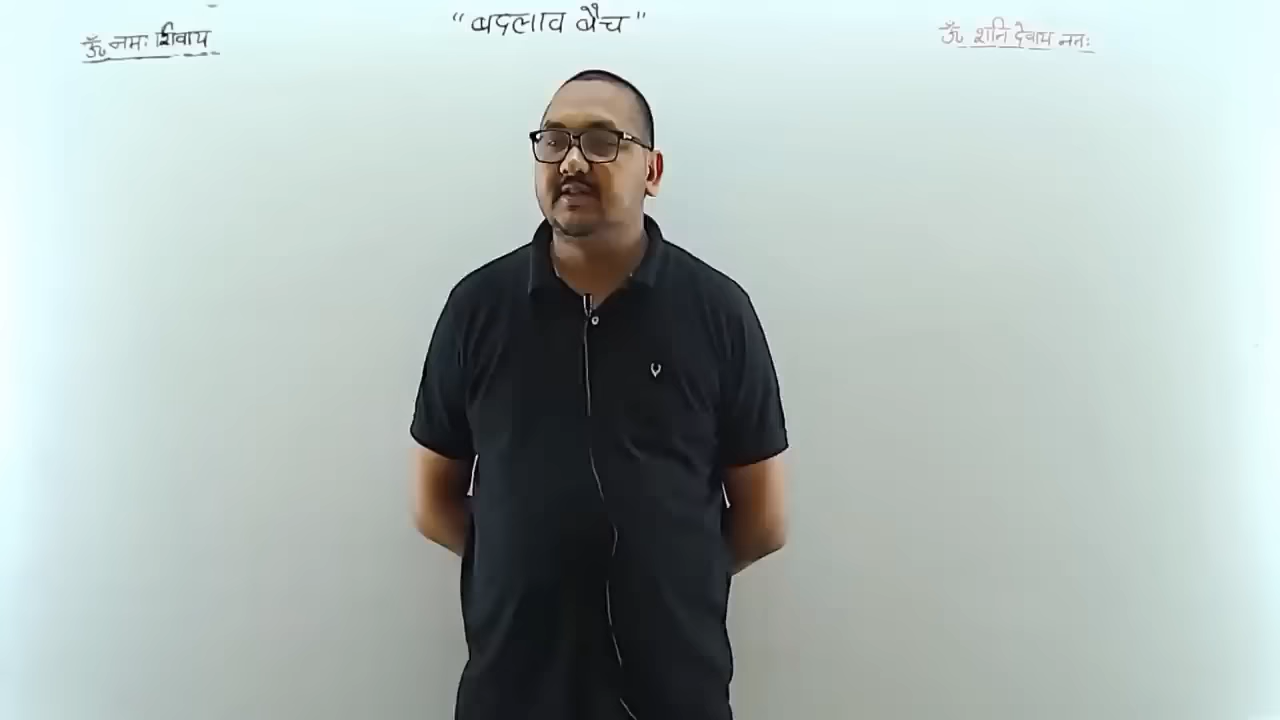 ॐ नमः शिवाय
"बदलाव बैच"
ॐ शनि देवाय नमः